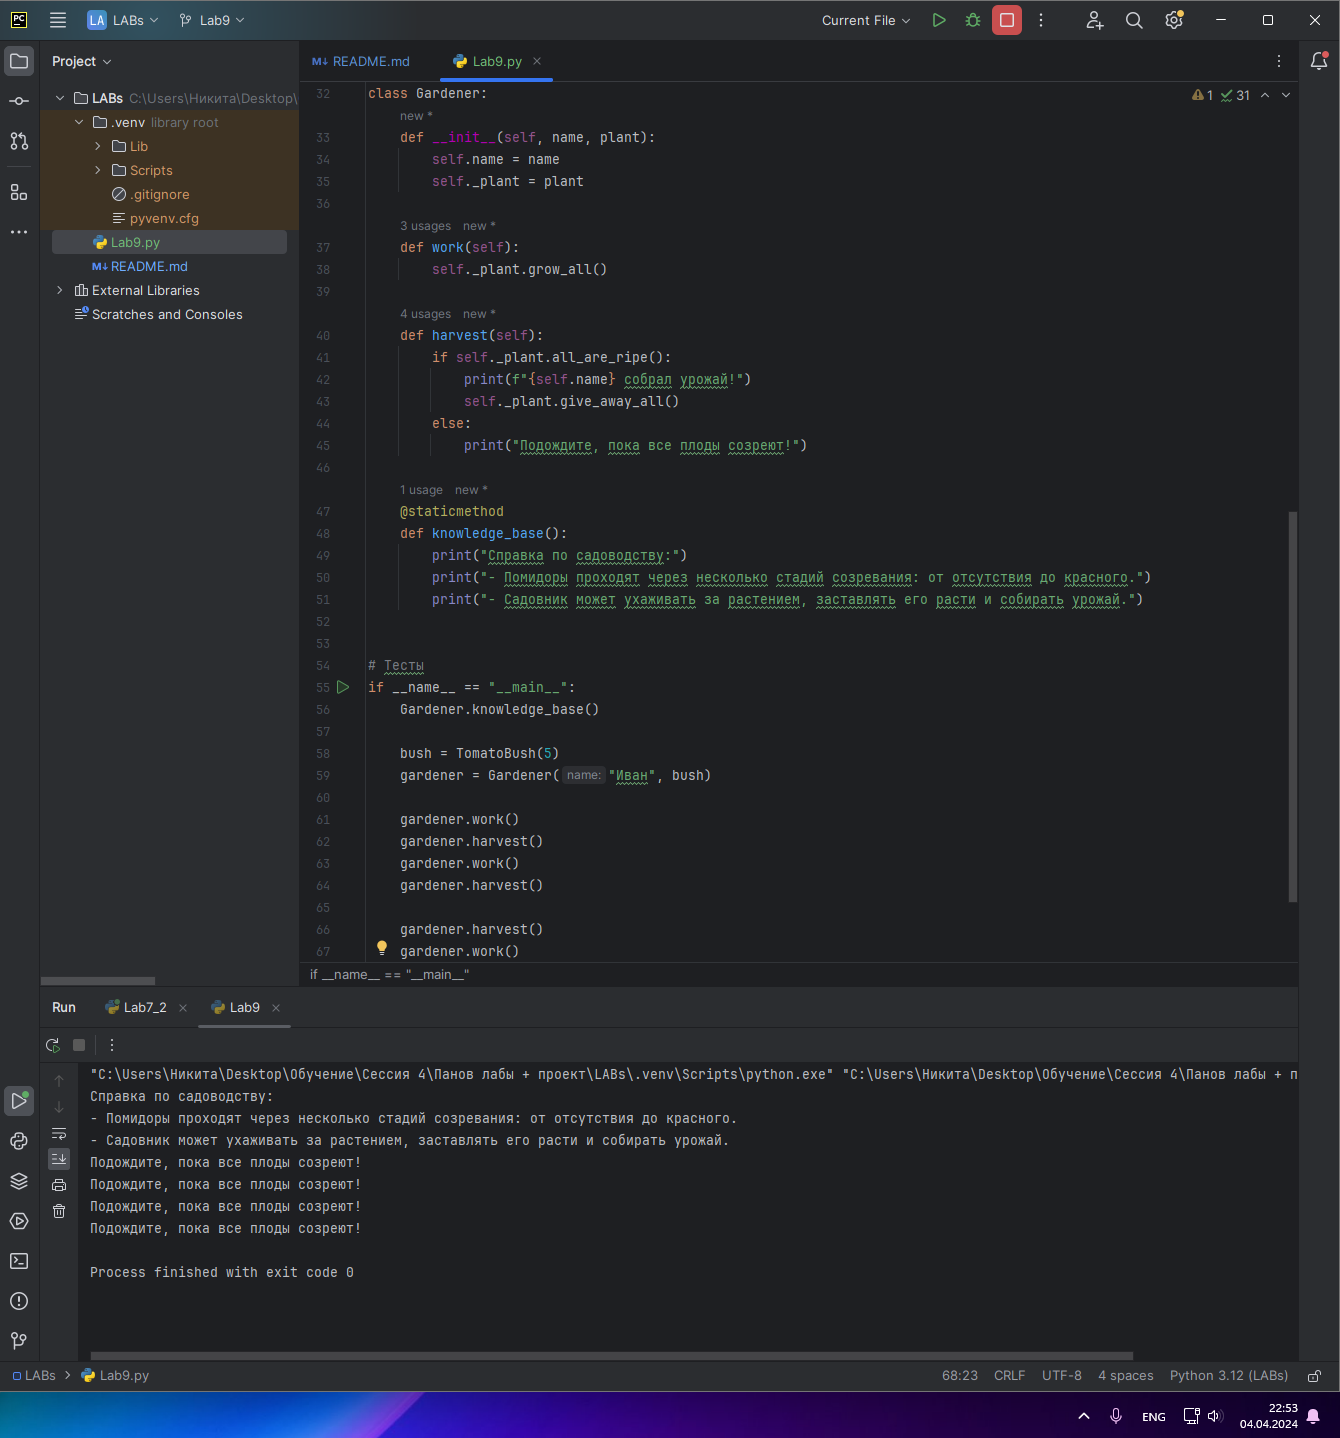 PC
LA LABs
Lab9
Current File
Project
LABs C:\Users\Никита\Desktop\
.venv library root
Lib
Scripts
.gitignore
pyvenv.cfg
Lab9.py
M↓ README.md
External Libraries
Scratches and Consoles
M↓ README.md
Lab9.py
1 31
32 class Gardener:
new *
33 def __init__(self, name, plant):
34 self.name = name
35 self._plant = plant
36
3 usages new *
37 def work(self):
38 self._plant.grow_all()
39
4 usages new *
40 def harvest(self):
41 if self._plant.all_are_ripe():
42 print(f"{self.name} собрал урожай!")
43 self._plant.give_away_all()
44 else:
45 print("Подождите, пока все плоды созреют!")
46
1 usage new *
47 @staticmethod
48 def knowledge_base():
49 print("Справка по садоводству:")
50 print("- Помидоры проходят через несколько стадий созревания: от отсутствия до красного.")
51 print("- Садовник может ухаживать за растением, заставлять его расти и собирать урожай.")
52
53
54 # Тесты
55 if __name__ == "__main__":
56 Gardener.knowledge_base()
57
58 bush = TomatoBush(5)
59 gardener = Gardener( name: "Иван", bush)
60
61 gardener.work()
62 gardener.harvest()
63 gardener.work()
64 gardener.harvest()
65
66 gardener.harvest()
67 gardener.work()
if __name__ == "__main__"
Run Lab7_2 Lab9
"C:\Users\Никита\Desktop\Обучение\Сессия 4\Панов лабы + проект\LABs\.venv\Scripts\python.exe" "C:\Users\Никита\Desktop\Обучение\Сессия 4\Панов лабы + п
Справка по садоводству:
- Помидоры проходят через несколько стадий созревания: от отсутствия до красного.
- Садовник может ухаживать за растением, заставлять его расти и собирать урожай.
Подождите, пока все плоды созреют!
Подождите, пока все плоды созреют!
Подождите, пока все плоды созреют!
Подождите, пока все плоды созреют!
Process finished with exit code 0
LABs > Lab9.py
68:23 CRLF UTF-8 4 spaces Python 3.12 (LABs)
ENG
22:53
04.04.2024